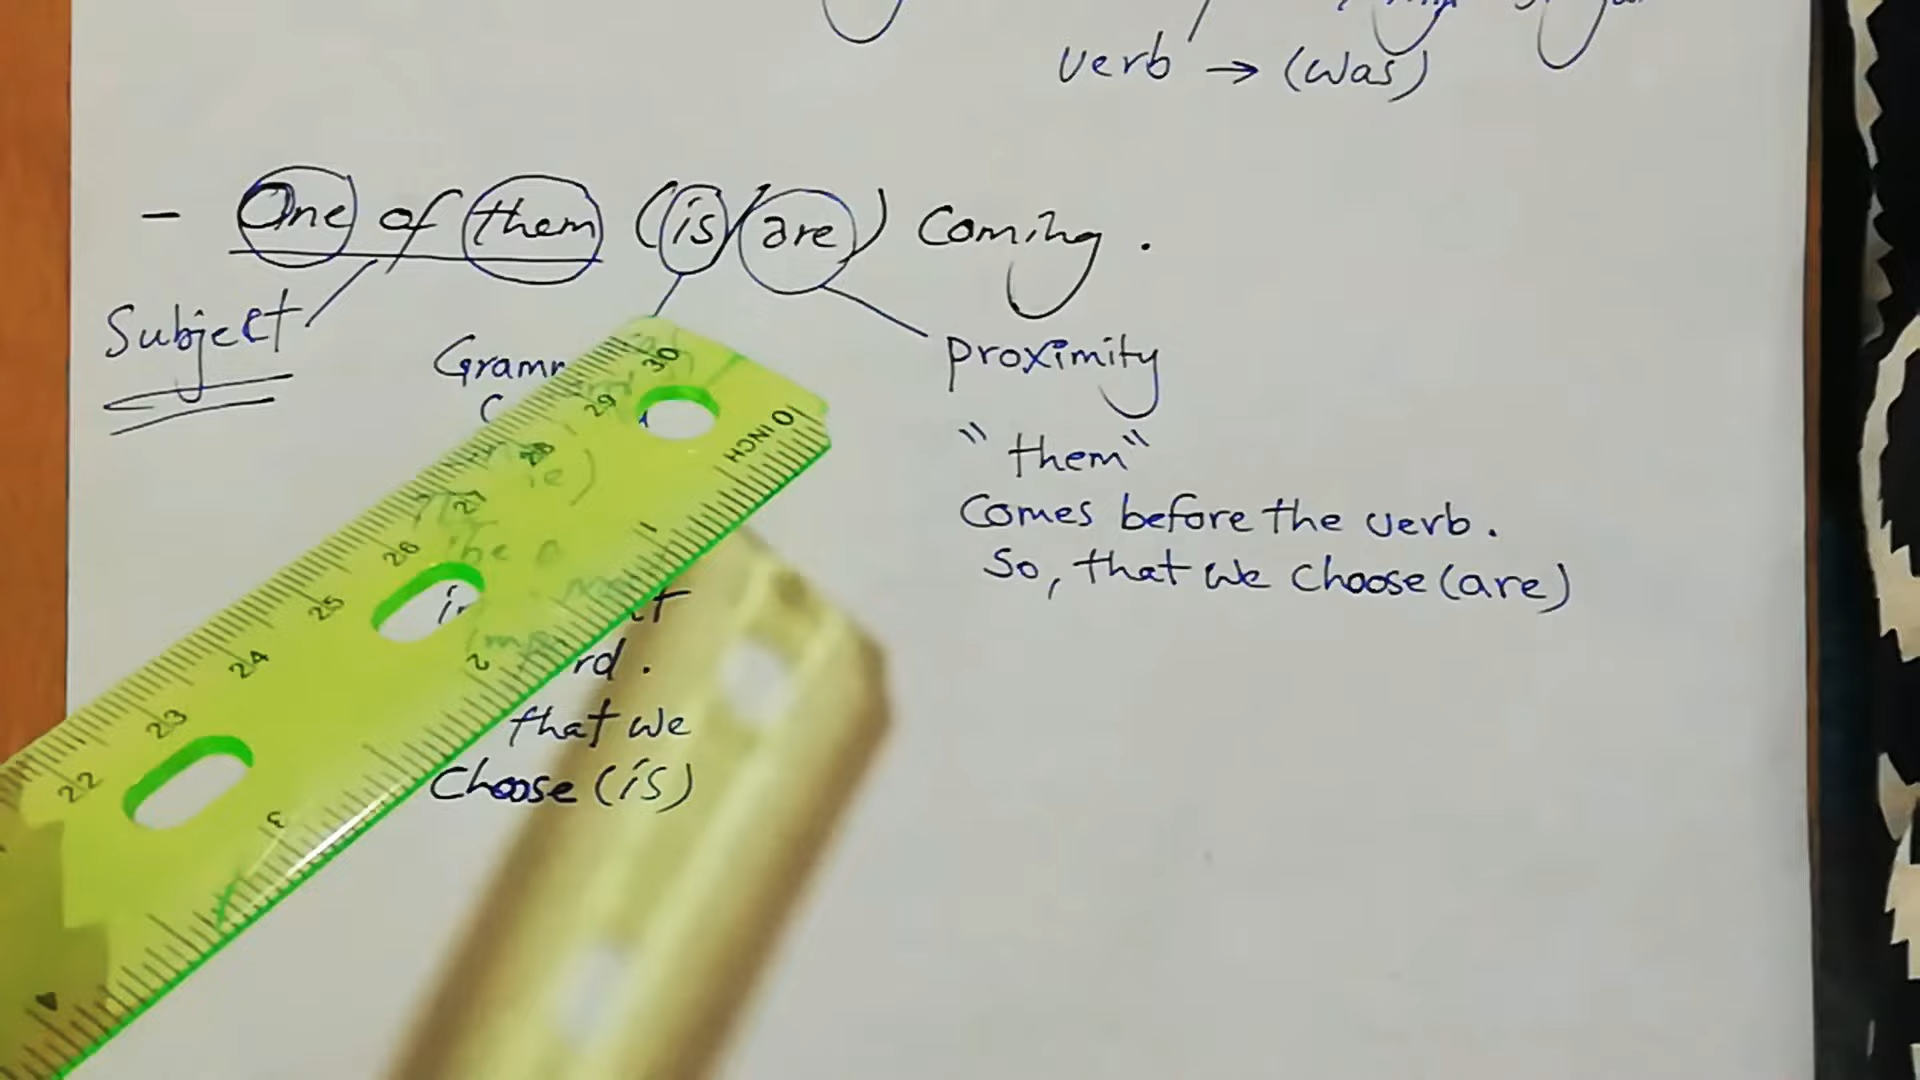 verb → (was)
- One of them (is/are) Coming.
Subject
proximity
"them"
Comes before the verb.
So, that we choose (are)
rd.
that we
Choose (is)
30
29
28
27
26
25
24
23
22
0 INCH
1
2
3